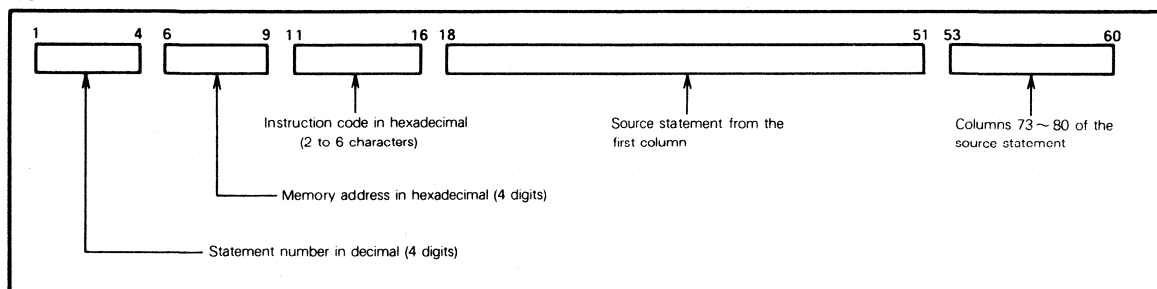 1 4 6 9 11 16 18 51 53 60
Instruction code in hexadecimal
(2 to 6 characters)
Source statement from the
first column
Columns 73 ~ 80 of the
source statement
Memory address in hexadecimal (4 digits)
Statement number in decimal (4 digits)